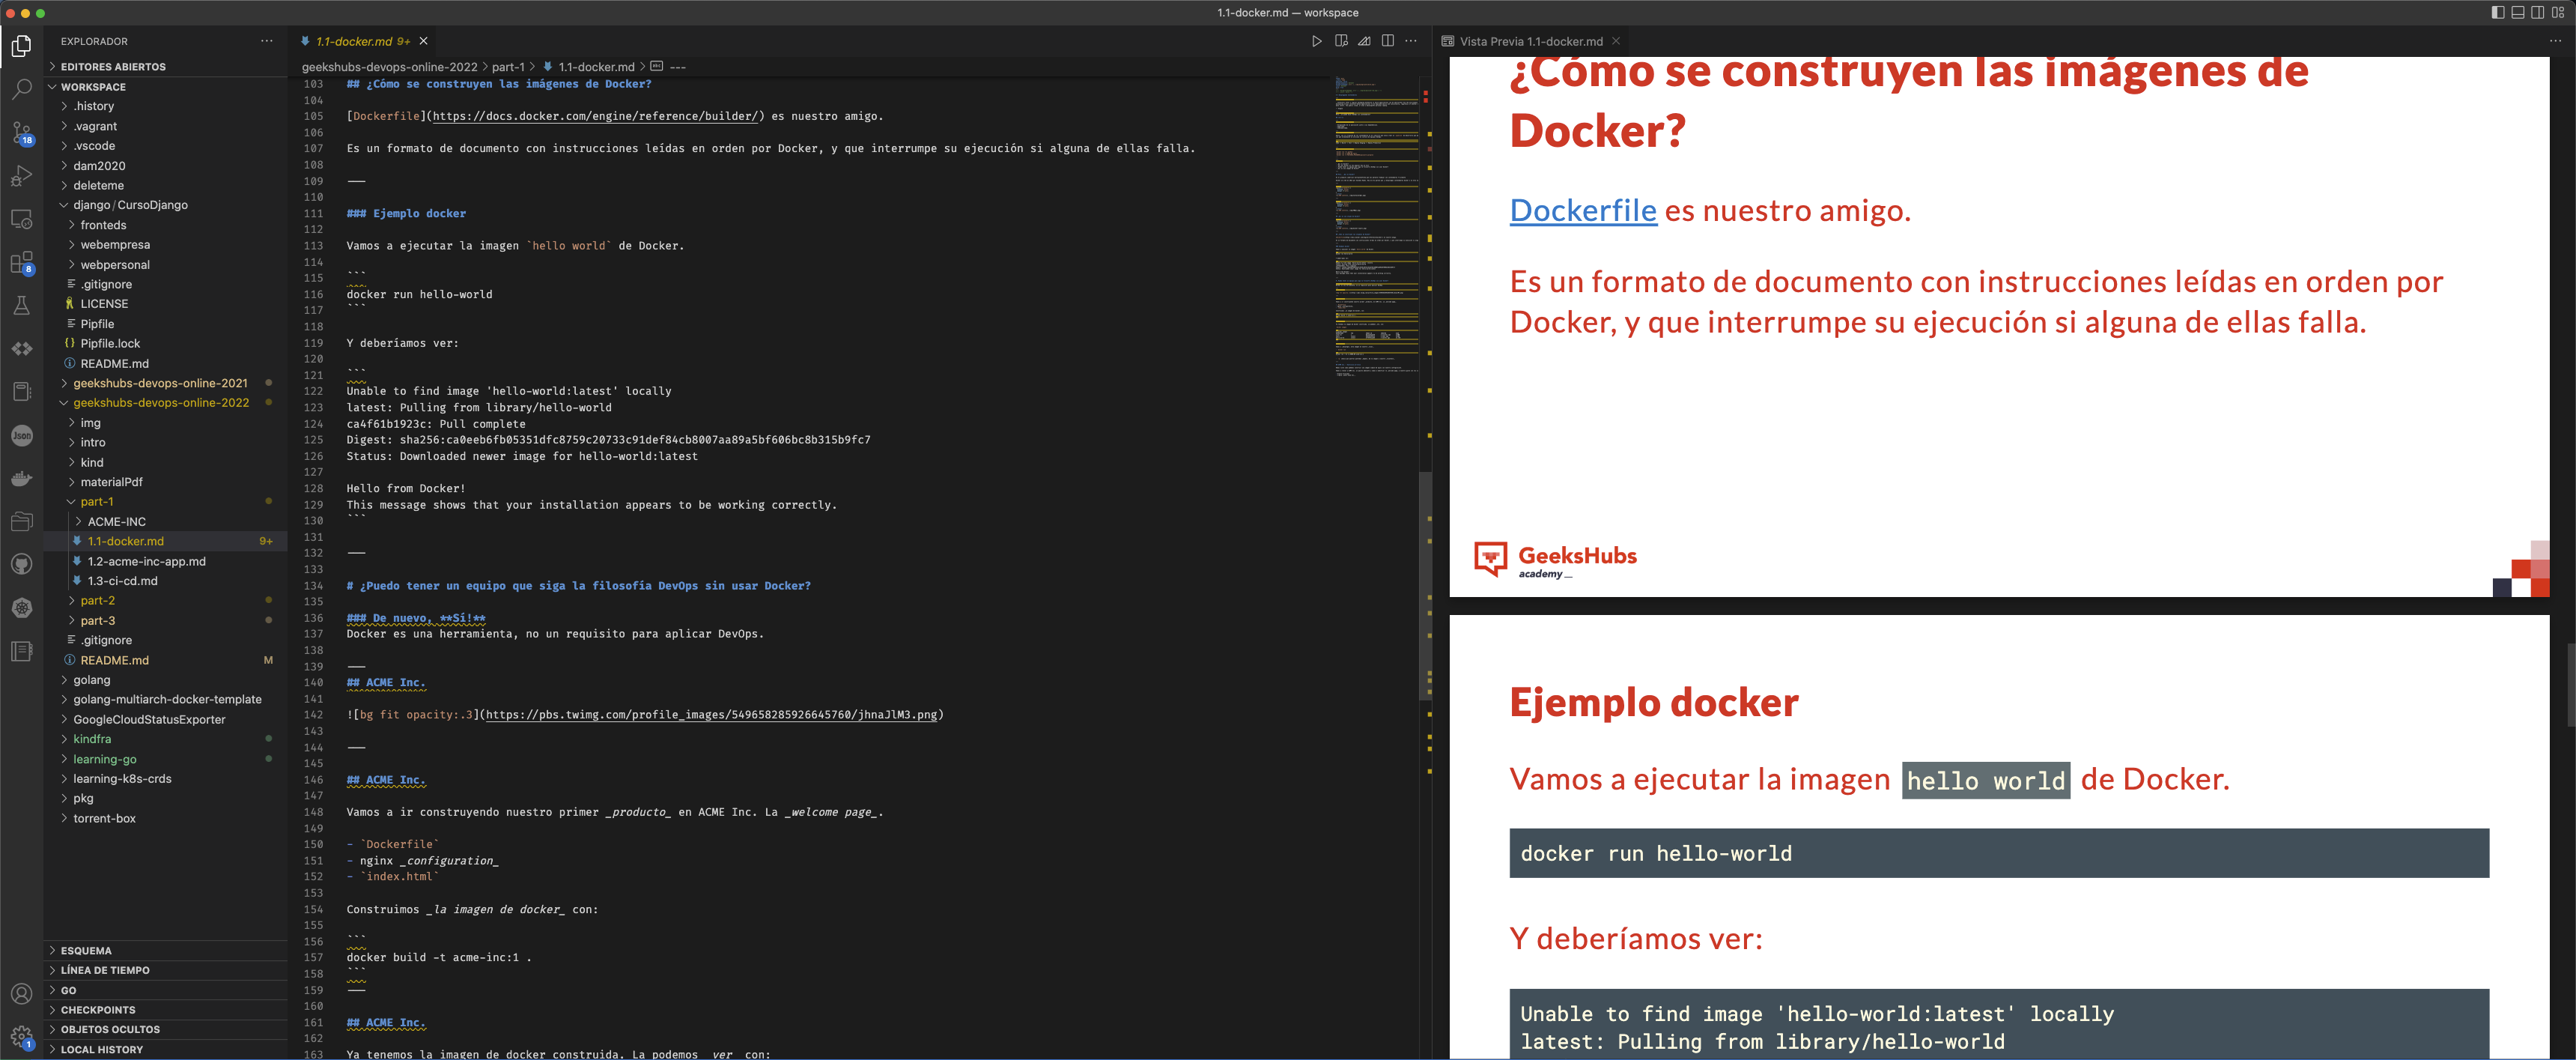 1.1-docker.md — workspace
EXPLORADOR
EDITORES ABIERTOS
WORKSPACE
.history
.vagrant
.vscode
dam2020
deleteme
django / CursoDjango
fronteds
webempresa
webpersonal
.gitignore
LICENSE
Pipfile
Pipfile.lock
README.md
geekshubs-devops-online-2021
geekshubs-devops-online-2022
img
intro
kind
materialPdf
part-1
ACME-INC
1.1-docker.md 9+
1.2-acme-inc-app.md
1.3-ci-cd.md
part-2
part-3
.gitignore
README.md M
golang
golang-multiarch-docker-template
GoogleCloudStatusExporter
kindfra
learning-go
learning-k8s-crds
pkg
torrent-box
ESQUEMA
LÍNEA DE TIEMPO
GO
CHECKPOINTS
OBJETOS OCULTOS
LOCAL HISTORY
18
8
Json
1
1.1-docker.md 9+
geekshubs-devops-online-2022 > part-1 > 1.1-docker.md > ---
103 ## ¿Cómo se construyen las imágenes de Docker?
104
105 [Dockerfile](https://docs.docker.com/engine/reference/builder/) es nuestro amigo.
106
107 Es un formato de documento con instrucciones leídas en orden por Docker, y que interrumpe su ejecución si alguna de ellas falla.
108
109 ---
110
111 ### Ejemplo docker
112
113 Vamos a ejecutar la imagen `hello world` de Docker.
114
115 ```
116 docker run hello-world
117 ```
118
119 Y deberíamos ver:
120
121 ```
122 Unable to find image 'hello-world:latest' locally
123 latest: Pulling from library/hello-world
124 ca4f61b1923c: Pull complete
125 Digest: sha256:ca0eeb6fb05351dfc8759c20733c91def84cb8007aa89a5bf606bc8b315b9fc7
126 Status: Downloaded newer image for hello-world:latest
127
128 Hello from Docker!
129 This message shows that your installation appears to be working correctly.
130 ```
131
132 ---
133
134 # ¿Puedo tener un equipo que siga la filosofía DevOps sin usar Docker?
135
136 ### De nuevo, **Sí!**
137 Docker es una herramienta, no un requisito para aplicar DevOps.
138
139 ---
140 ## ACME Inc.
141
142 ![bg fit opacity:.3](https://pbs.twimg.com/profile_images/549658285926645760/jhnaJlM3.png)
143
144 ---
145
146 ## ACME Inc.
147
148 Vamos a ir construyendo nuestro primer _producto_ en ACME Inc. La _welcome page_.
149
150 - `Dockerfile`
151 - nginx _configuration_
152 - `index.html`
153
154 Construimos _la imagen de docker_ con:
155
156 ```
157 docker build -t acme-inc:1 .
158 ```
159 ---
160
161 ## ACME Inc.
162
163 Ya tenemos la imagen de docker construida. La podemos _ver_ con:
Vista Previa 1.1-docker.md
¿Cómo se construyen las imágenes de
Docker?
Dockerfile es nuestro amigo.
Es un formato de documento con instrucciones leídas en orden por
Docker, y que interrumpe su ejecución si alguna de ellas falla.
GeeksHubs
academy _
Ejemplo docker
Vamos a ejecutar la imagen hello world de Docker.
docker run hello-world
Y deberíamos ver:
Unable to find image 'hello-world:latest' locally
latest: Pulling from library/hello-world